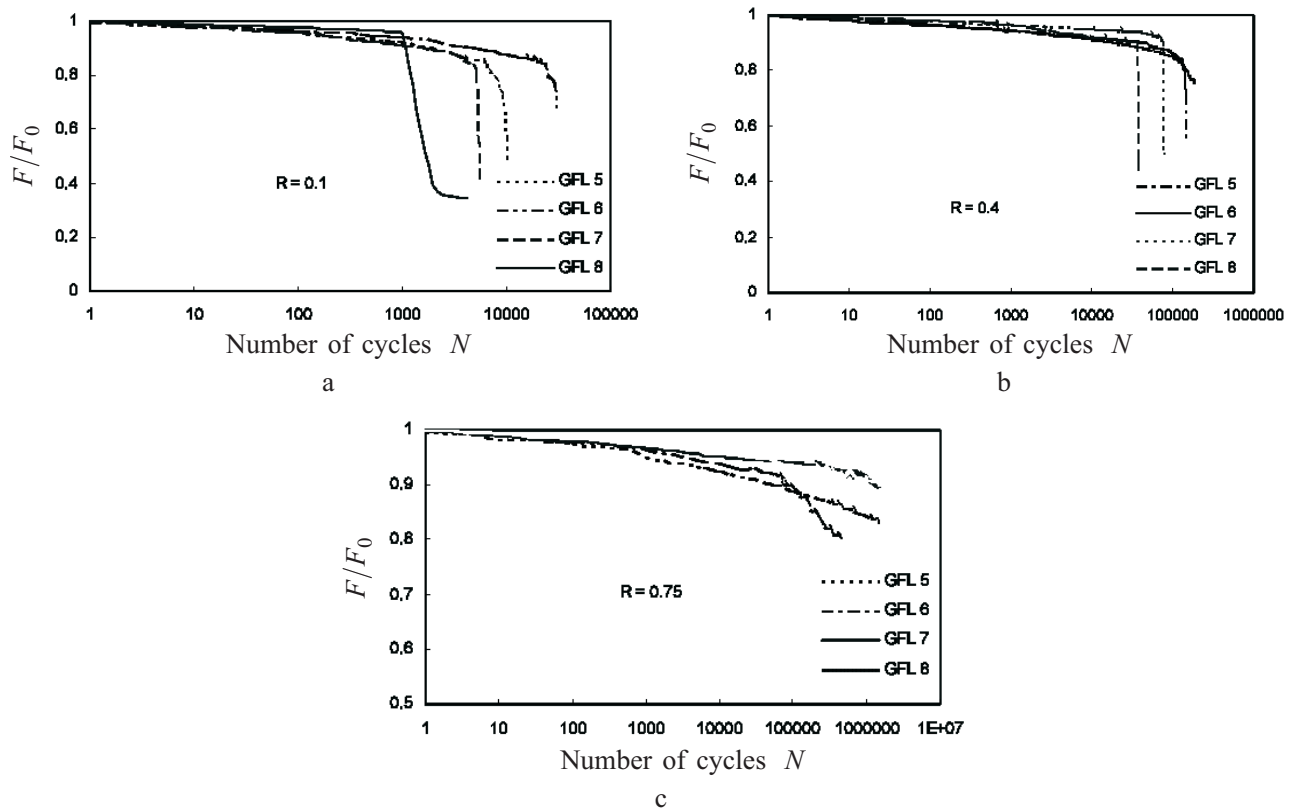 1
0.8
0.6
0.4
0.2
0
F/F0
R = 0.1
GFL 5
GFL 6
GFL 7
GFL 8
1 10 100 1000 10000 100000
Number of cycles N
a
1
0.8
0.6
0.4
0.2
0
F/F0
R = 0.4
GFL 5
GFL 6
GFL 7
GFL 8
1 10 100 1000 10000 100000 1000000
Number of cycles N
b
1
0.9
0.8
0.7
0.6
0.5
F/F0
R = 0.75
GFL 5
GFL 6
GFL 7
GFL 8
1 10 100 1000 10000 100000 1000000 1E+07
Number of cycles N
c